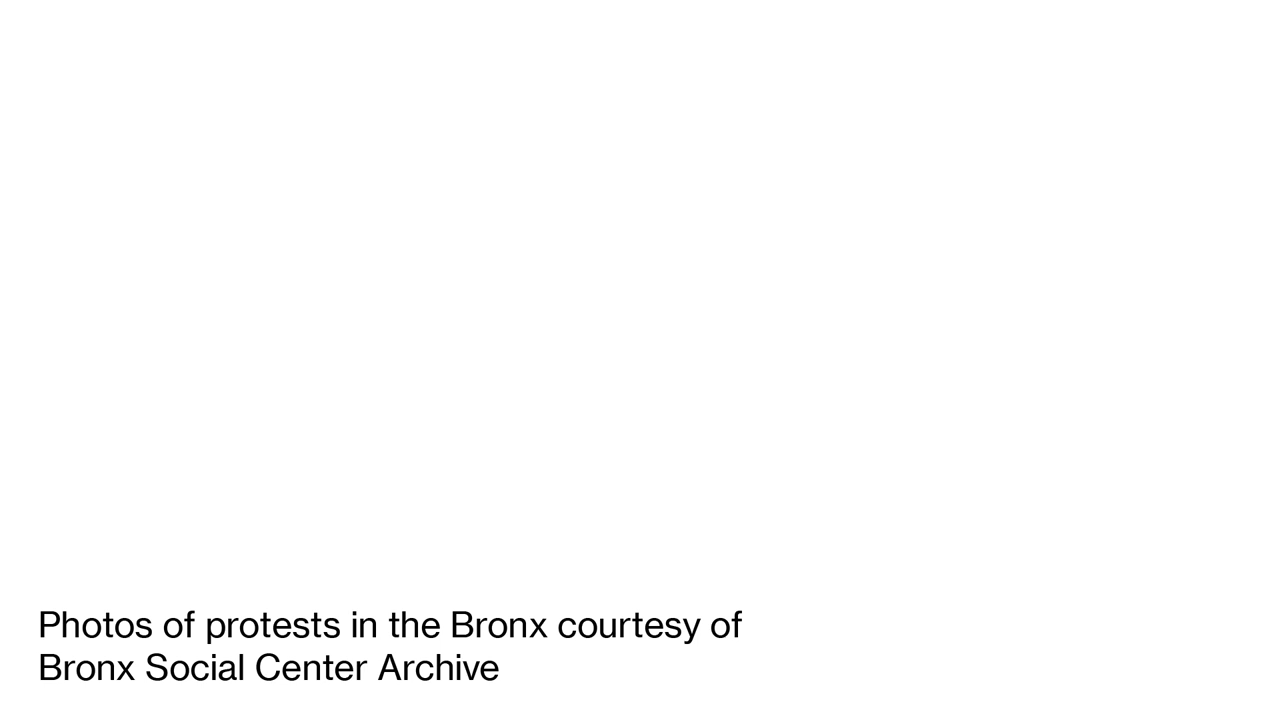 Photos of protests in the Bronx courtesy of
Bronx Social Center Archive